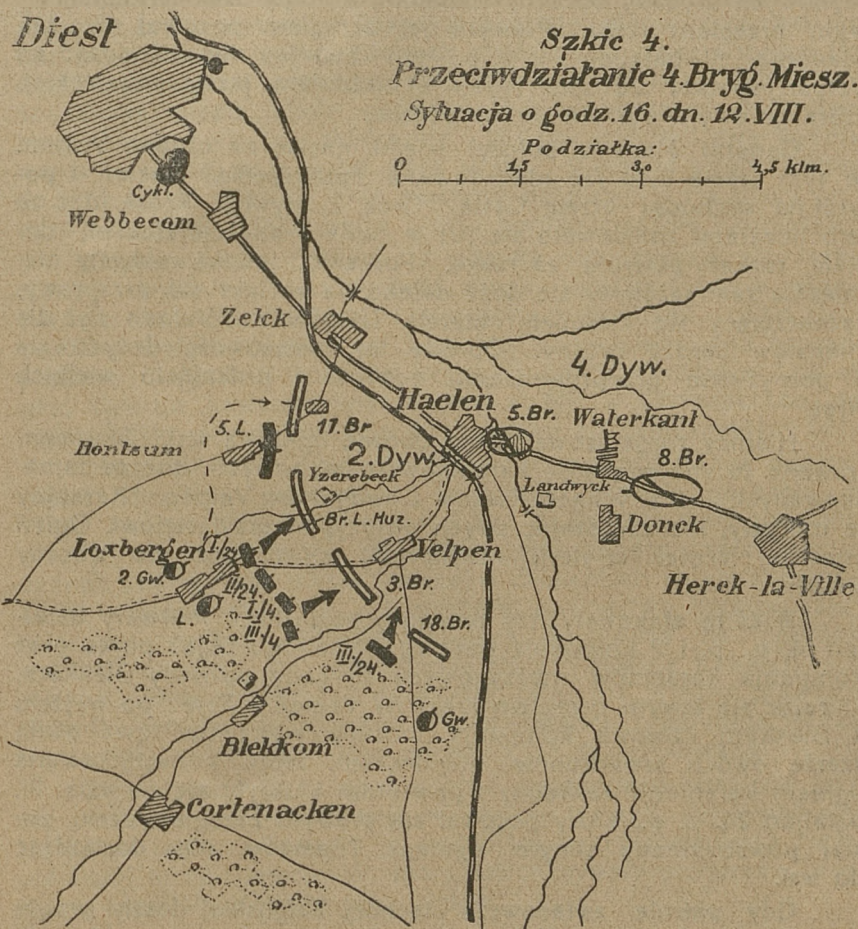 Diest
Szkic 4.
Przeciwdziałanie 4. Bryg. Miesz.
Sytuacja o godz. 16. dn. 12. VIII.
Podziałka:
0 1,5 3,0 4,5 klm.
Cykl.
Webbecom
Zelck
4. Dyw.
Haelen
5. Br.
Waterkant
5. L.
17. Br
2. Dyw.
8. Br.
Bontsum
Yzerebeck
Landwyck
Br. L. Huz.
Donck
Loxbergen
I/24
Velpen
2. Gw.
II/24.
3. Br.
Herck-la-Ville
L.
I/4.
III/4
18. Br.
III/24.
Gw.
Blekkom
Cortenacken